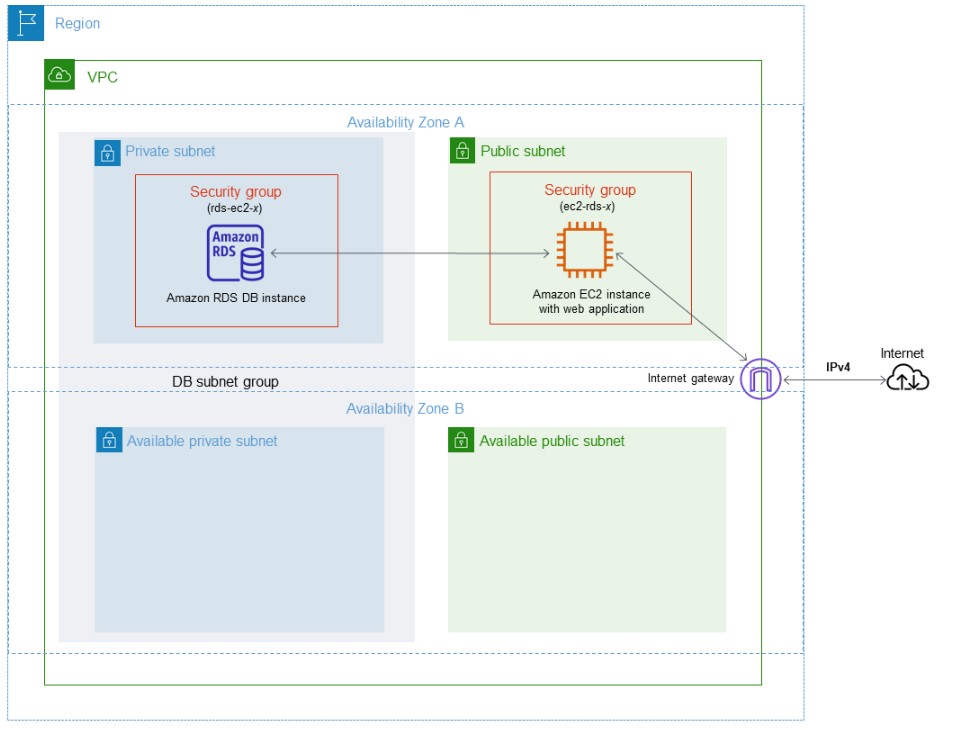 Region
VPC
Availability Zone A
Private subnet
Public subnet
Security group
(rds-ec2-x)
Amazon
RDS
Amazon RDS DB instance
Security group
(ec2-rds-x)
Amazon EC2 instance
with web application
DB subnet group
Internet gateway
IPv4
Internet
Availability Zone B
Available private subnet
Available public subnet